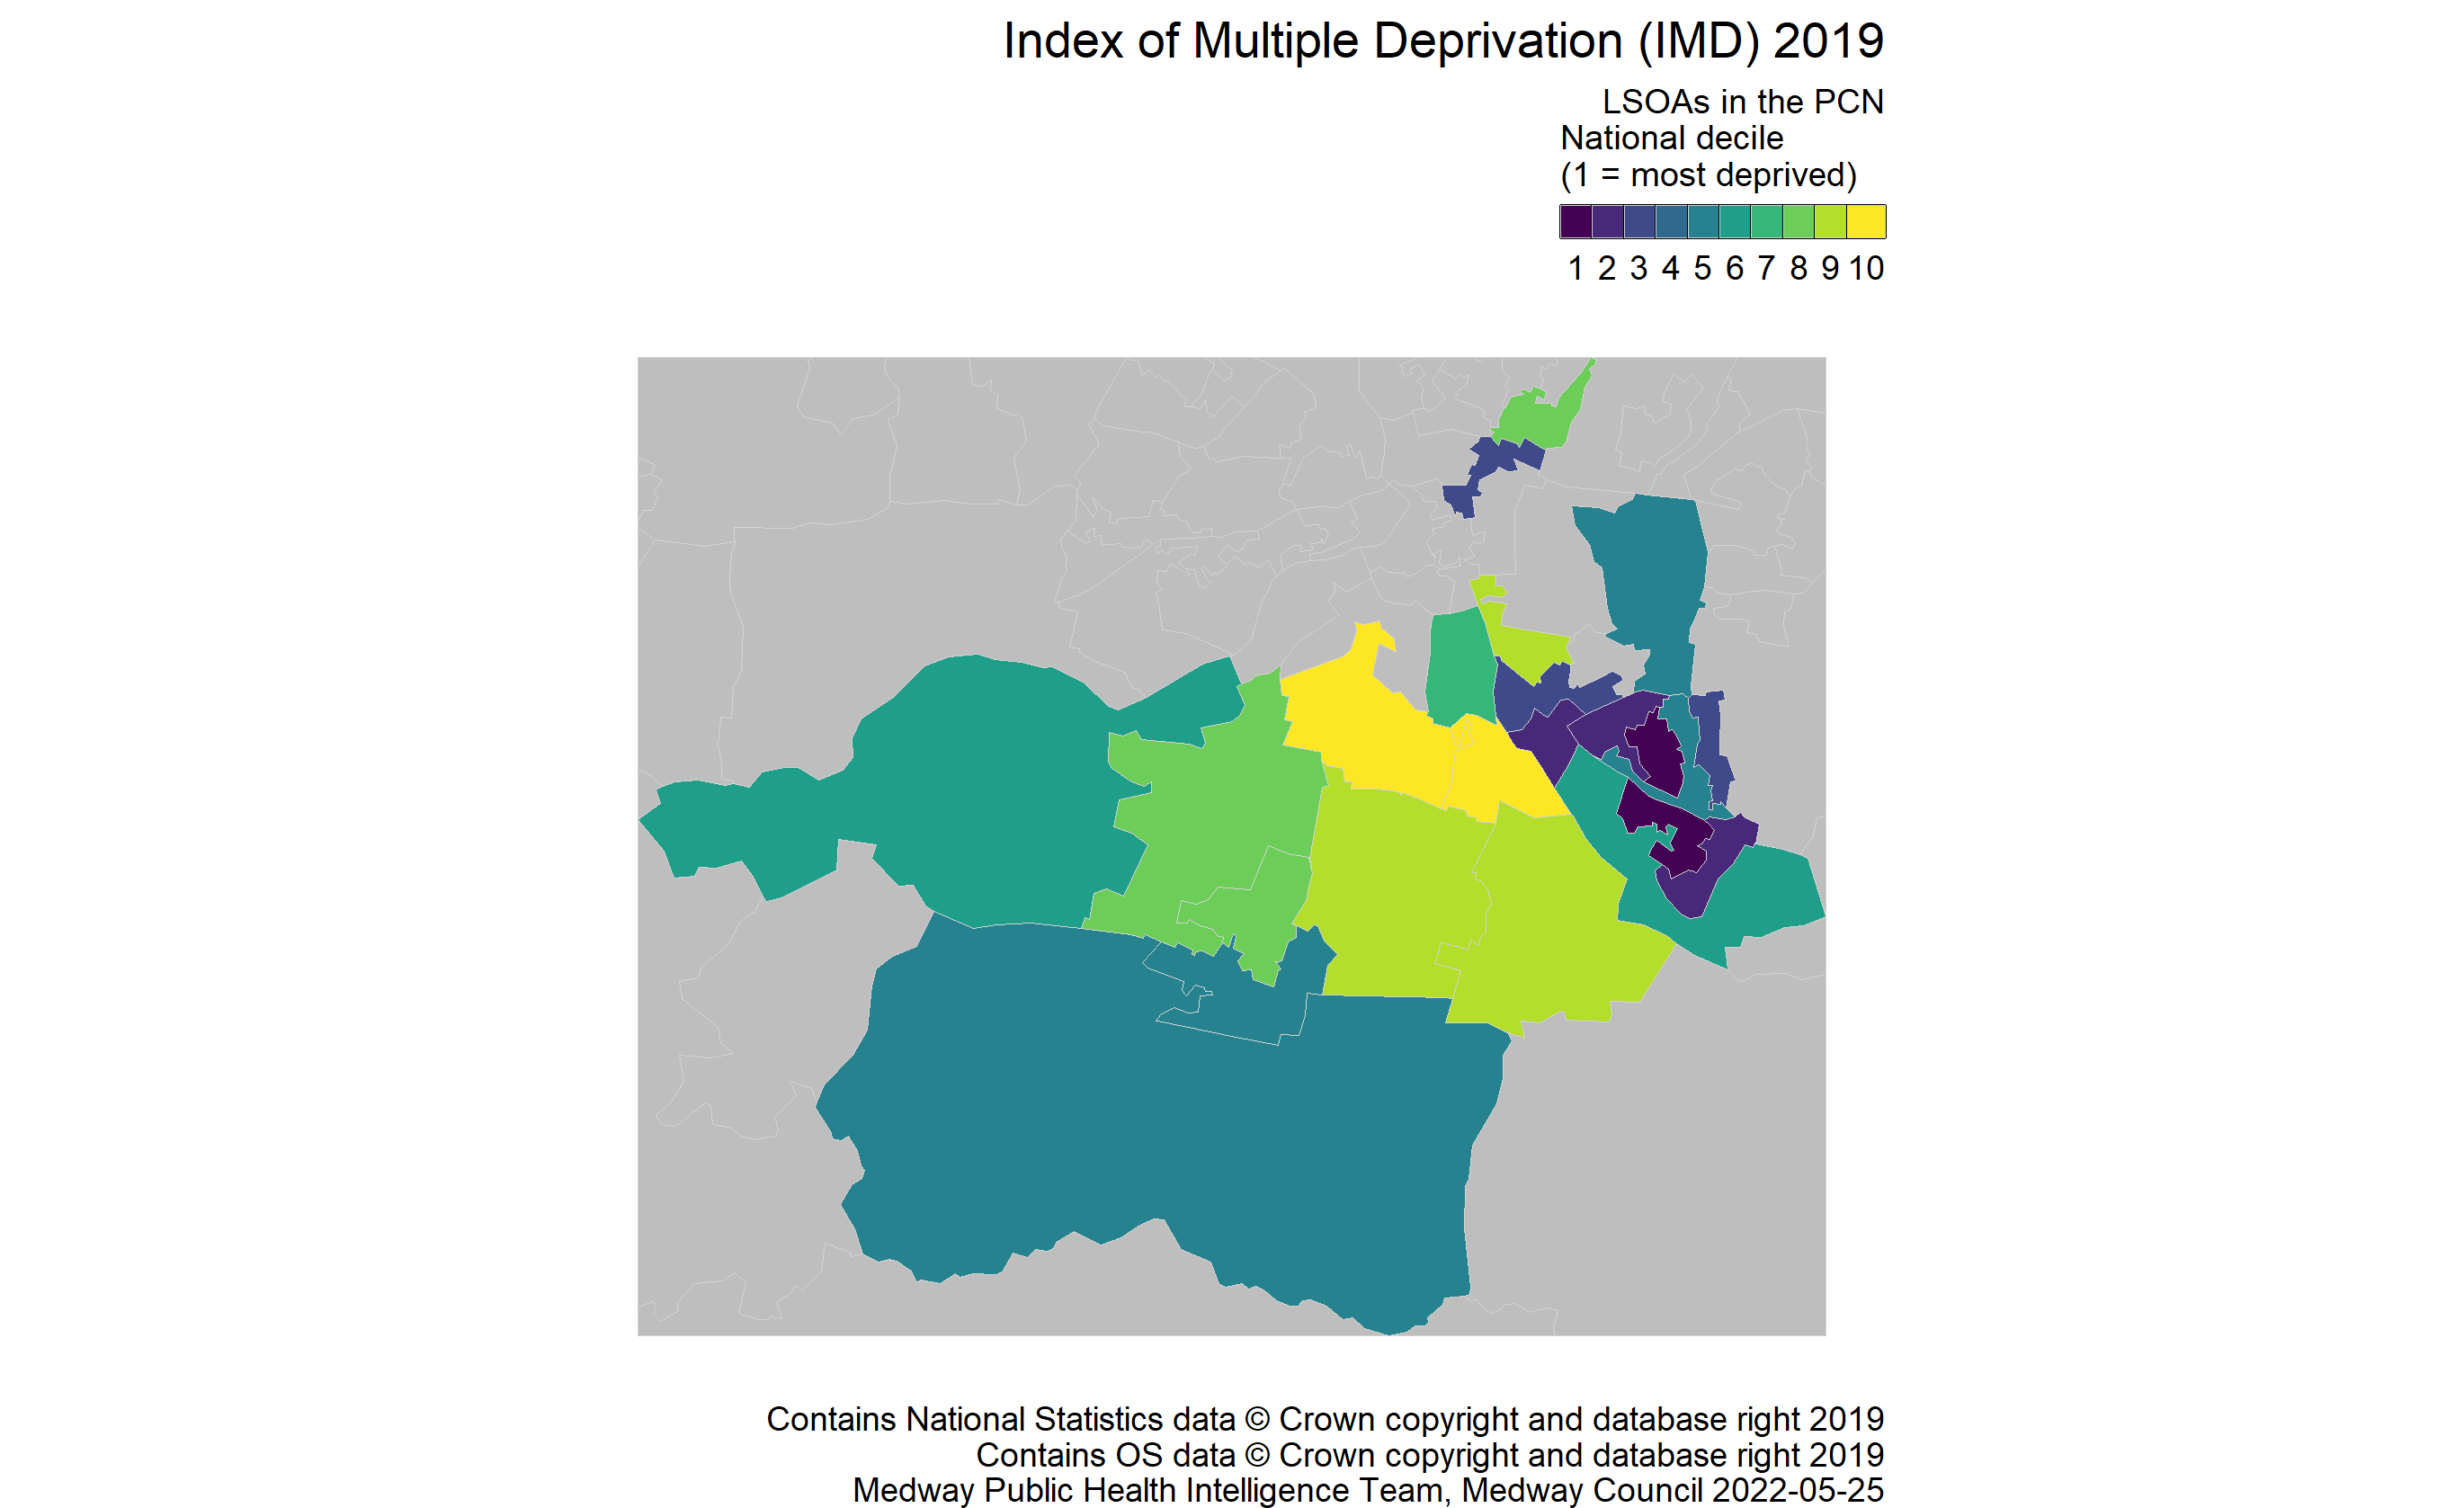 Index of Multiple Deprivation (IMD) 2019
LSOAs in the PCN
National decile
(1 = most deprived)
1 2 3 4 5 6 7 8 9 10
Contains National Statistics data © Crown copyright and database right 2019
Contains OS data © Crown copyright and database right 2019
Medway Public Health Intelligence Team, Medway Council 2022-05-25